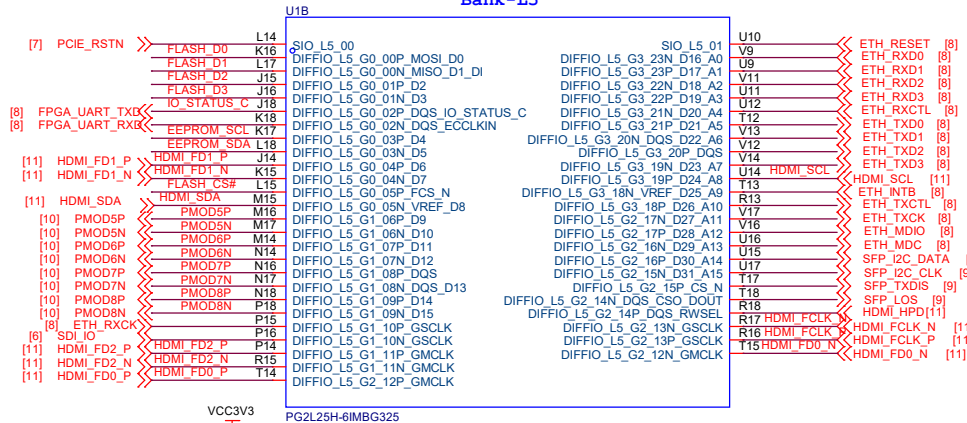 Bank-L5
U1B
[7] PCIE_RSTN L14 SIO_L5_00 SIO_L5_01 U10 ETH_RESET [8]
FLASH_D0 K16 DIFFIO_L5_G0_00P_MOSI_D0 DIFFIO_L5_G3_23N_D16_A0 V9 ETH_RXD0 [8]
FLASH_D1 L17 DIFFIO_L5_G0_00N_MISO_D1_DI DIFFIO_L5_G3_23P_D17_A1 U9 ETH_RXD1 [8]
FLASH_D2 J15 DIFFIO_L5_G0_01P_D2 DIFFIO_L5_G3_22N_D18_A2 V11 ETH_RXD2 [8]
FLASH_D3 J16 DIFFIO_L5_G0_01N_D3 DIFFIO_L5_G3_22P_D19_A3 U11 ETH_RXD3 [8]
[8] FPGA_UART_TXD IO_STATUS_C J18 DIFFIO_L5_G0_02P_DQS_IO_STATUS_C DIFFIO_L5_G3_21N_D20_A4 U12 ETH_RXCTL [8]
[8] FPGA_UART_RXD K18 DIFFIO_L5_G0_02N_DQS_ECCLKIN DIFFIO_L5_G3_21P_D21_A5 T12 ETH_TXD0 [8]
EEPROM_SCL K17 DIFFIO_L5_G0_03P_D4 DIFFIO_L5_G3_20N_DQS_D22_A6 V13 ETH_TXD1 [8]
EEPROM_SDA L18 DIFFIO_L5_G0_03N_D5 DIFFIO_L5_G3_20P_DQS V12 ETH_TXD2 [8]
[11] HDMI_FD1_P HDMI_FD1_P J14 DIFFIO_L5_G0_04P_D6 DIFFIO_L5_G3_19N_D23_A7 V14 ETH_TXD3 [8]
[11] HDMI_FD1_N HDMI_FD1_N K15 DIFFIO_L5_G0_04N_D7 DIFFIO_L5_G3_19P_D24_A8 U14 HDMI_SCL HDMI_SCL [11]
FLASH_CS# L15 DIFFIO_L5_G0_05P_FCS_N DIFFIO_L5_G3_18N_VREF_D25_A9 T13 ETH_INTB [8]
[11] HDMI_SDA HDMI_SDA M15 DIFFIO_L5_G0_05N_VREF_D8 DIFFIO_L5_G3_18P_D26_A10 R13 ETH_TXCTL [8]
[10] PMOD5P PMOD5P M16 DIFFIO_L5_G1_06P_D9 DIFFIO_L5_G2_17N_D27_A11 V17 ETH_TXCK [8]
[10] PMOD5N PMOD5N M17 DIFFIO_L5_G1_06N_D10 DIFFIO_L5_G2_17P_D28_A12 V16 ETH_MDIO [8]
[10] PMOD6P PMOD6P M14 DIFFIO_L5_G1_07P_D11 DIFFIO_L5_G2_16N_D29_A13 U16 ETH_MDC [8]
[10] PMOD6N PMOD6N N14 DIFFIO_L5_G1_07N_D12 DIFFIO_L5_G2_16P_D30_A14 U15 SFP_I2C_DATA [
[10] PMOD7P PMOD7P N16 DIFFIO_L5_G1_08P_DQS DIFFIO_L5_G2_15N_D31_A15 U17 SFP_I2C_CLK [9
[10] PMOD7N PMOD7N N17 DIFFIO_L5_G1_08N_DQS_D13 DIFFIO_L5_G2_15P_CS_N T17 SFP_TXDIS [9]
[10] PMOD8P PMOD8P N18 DIFFIO_L5_G1_09P_D14 DIFFIO_L5_G2_14N_DQS_CSO_DOUT T18 SFP_LOS [9]
[10] PMOD8N PMOD8N P18 DIFFIO_L5_G1_09N_D15 DIFFIO_L5_G2_14P_DQS_RWSEL R18 HDMI_HPD[11]
[8] ETH_RXCK P15 DIFFIO_L5_G1_10P_GSCLK DIFFIO_L5_G2_13N_GSCLK R17 HDMI_FCLK_N HDMI_FCLK_N [11
[6] SDI_IO P16 DIFFIO_L5_G1_10N_GSCLK DIFFIO_L5_G2_13P_GSCLK R16 HDMI_FCLK_P HDMI_FCLK_P [11
[11] HDMI_FD2_P HDMI_FD2_P P14 DIFFIO_L5_G1_11P_GMCLK DIFFIO_L5_G2_12N_GMCLK T15 HDMI_FD0_N HDMI_FD0_N [11]
[11] HDMI_FD2_N HDMI_FD2_N R15 DIFFIO_L5_G1_11N_GMCLK
[11] HDMI_FD0_P HDMI_FD0_P T14 DIFFIO_L5_G2_12P_GMCLK
VCC3V3
PG2L25H-6IMBG325